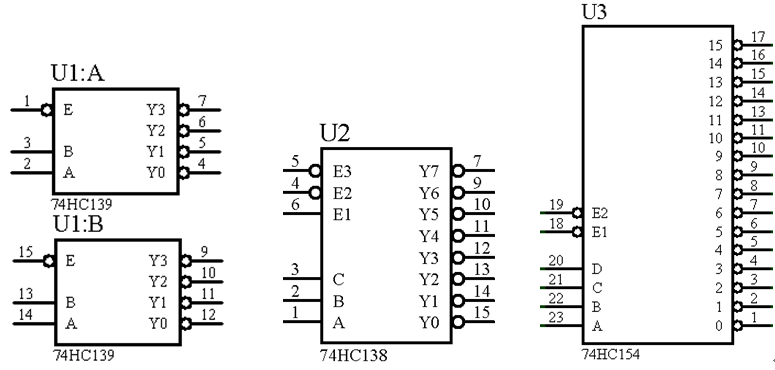 U1:A
1 E Y3 7
Y2 6
3 B Y1 5
2 A Y0 4
74HC139
U1:B
15 E Y3 9
Y2 10
13 B Y1 11
14 A Y0 12
74HC139
U2
5 E3 Y7 7
4 E2 Y6 9
6 E1 Y5 10
Y4 11
Y3 12
3 C Y2 13
2 B Y1 14
1 A Y0 15
74HC138
U3
15 17
14 16
13 15
12 14
11 13
10 11
9 10
8 9
7 8
19 E2 6 7
18 E1 5 6
4 5
20 D 3 4
21 C 2 3
22 B 1 2
23 A 0 1
74HC154